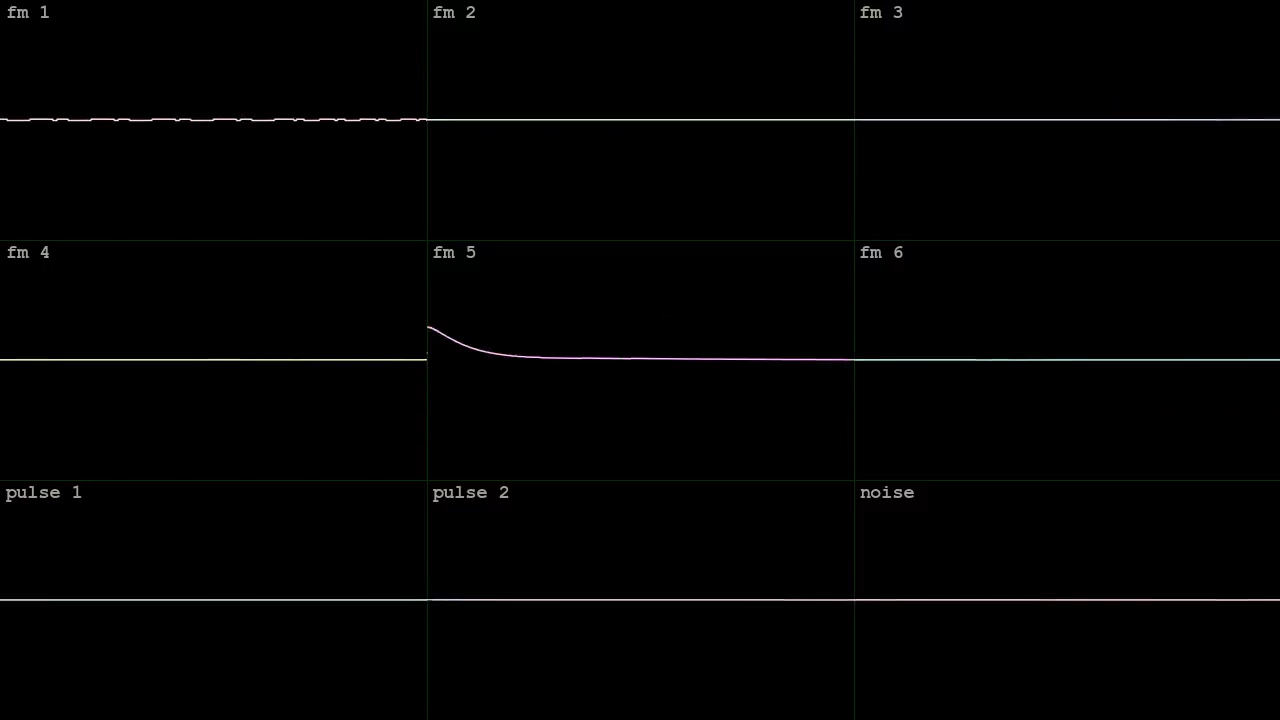 fm 1
fm 2
fm 3
fm 4
fm 5
fm 6
pulse 1
pulse 2
noise